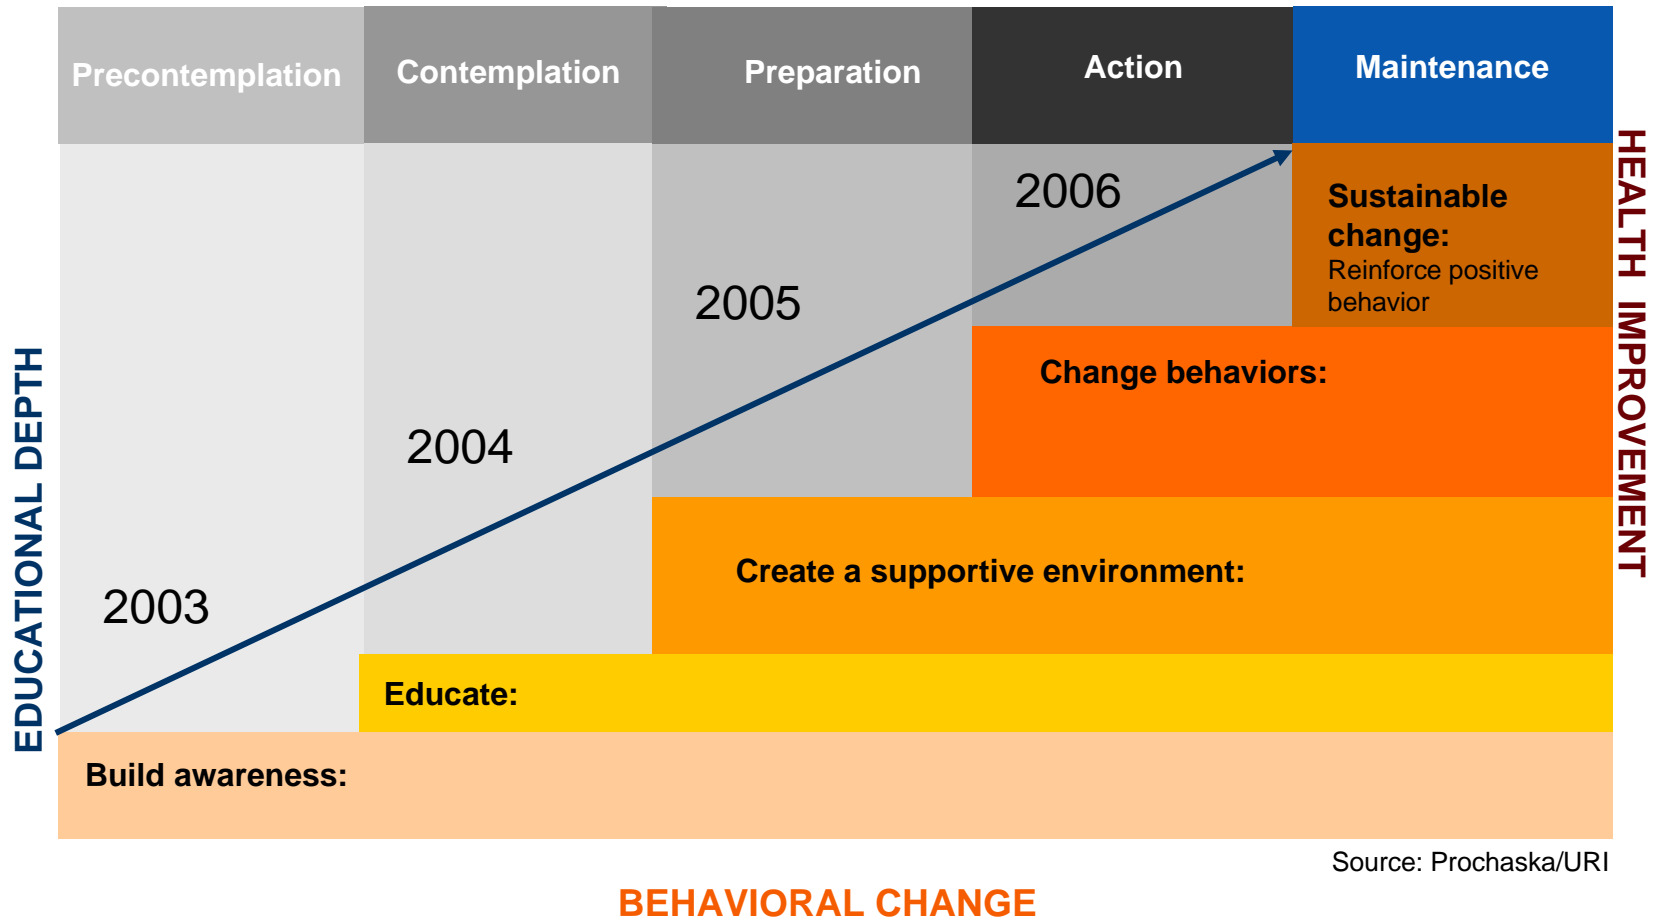 Precontemplation
Contemplation
Preparation
Action
Maintenance
2003
2004
2005
2006
Sustainable
change:
Reinforce positive
behavior
Change behaviors:
Create a supportive environment:
Educate:
Build awareness:
EDUCATIONAL DEPTH
HEALTH IMPROVEMENT
Source: Prochaska/URI
BEHAVIORAL CHANGE